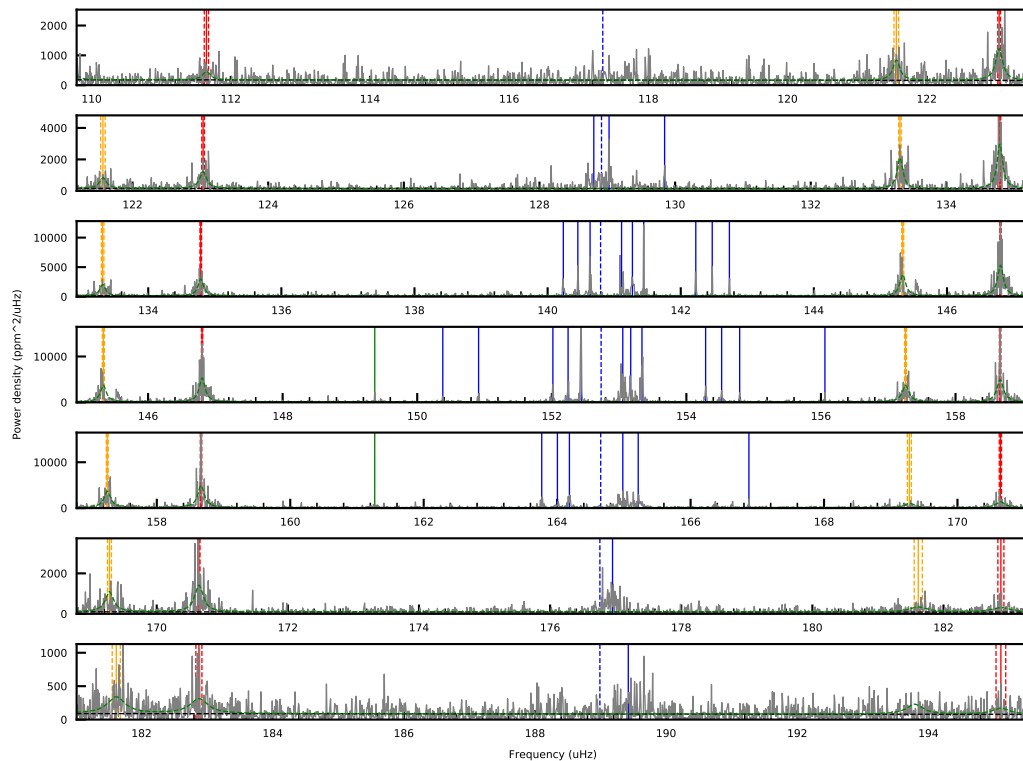 2000
1000
0
110 112 114 116 118 120 122
4000
2000
0
122 124 126 128 130 132 134
10000
5000
0
134 136 138 140 142 144 146
10000
0
146 148 150 152 154 156 158
10000
0
158 160 162 164 166 168 170
2000
0
170 172 174 176 178 180 182
1000
500
0
182 184 186 188 190 192 194
Power density (ppm^2/uHz)
Frequency (uHz)